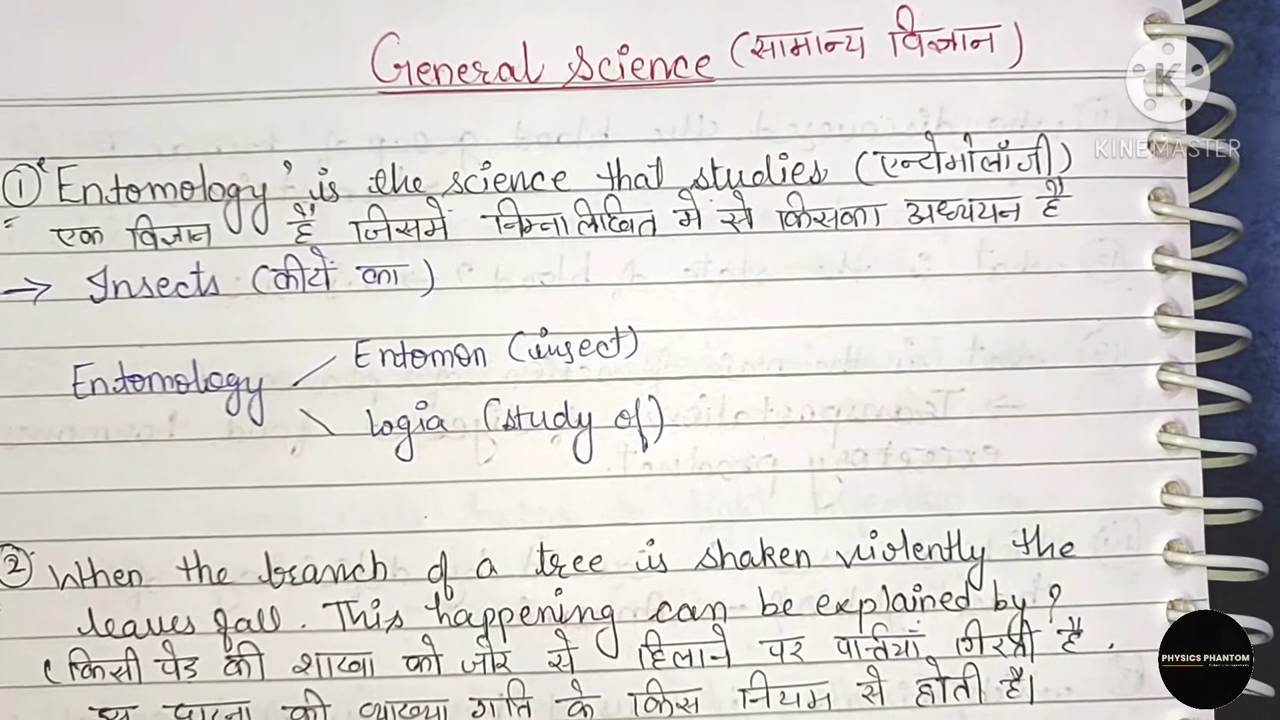 General Science (सामान्य विज्ञान)
KINEMASTER
① 'Entomology' is the science that studies (एन्टोमोलॉजी)
एक विज्ञान है जिसमें निम्नलिखित मे से किसका अध्ययन है
→ Insects (कीटों का)
Entomology
Entomon (insect)
logia (study of)
② When the branch of a tree is shaken violently the
leaves fall. This happening can be explained by?
(किसी पेड की शाखा को जोर से हिलाने पर पत्तियां गिरती है.
की व्याख्या गति के किस नियम से होती है।
PHYSICS PHANTOM